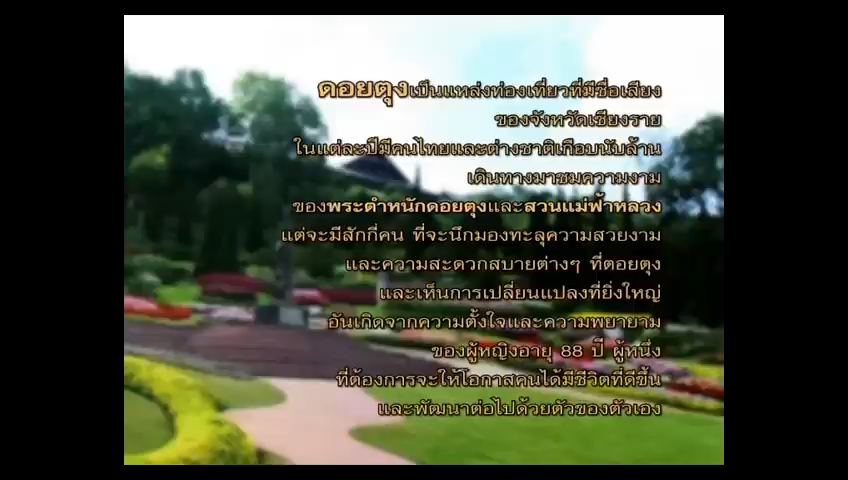 ดอยตุงเป็นแหล่งท่องเที่ยวที่มีชื่อเสียง
ของจังหวัดเชียงราย
ในแต่ละปีมีคนไทยและต่างชาติเกือบนับล้าน
เดินทางมาชมความงาม
ของพระตำหนักดอยตุงและสวนแม่ฟ้าหลวง
แต่จะมีสักกี่คน ที่จะนึกมองทะลุความสวยงาม
และความสะดวกสบายต่างๆ ที่ดอยตุง
และเห็นการเปลี่ยนแปลงที่ยิ่งใหญ่
อันเกิดจากความตั้งใจและความพยายาม
ของผู้หญิงอายุ 88 ปี ผู้หนึ่ง
ที่ต้องการจะให้โอกาสคนได้มีชีวิตที่ดีขึ้น
และพัฒนาต่อไปด้วยตัวของตัวเอง